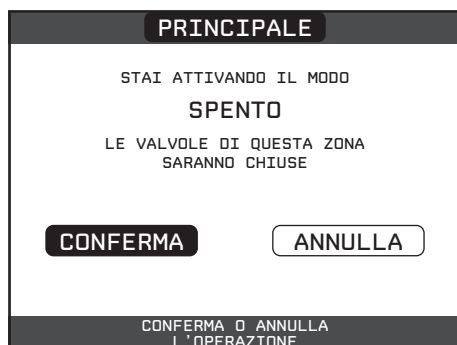 PRINCIPALE
STAI ATTIVANDO IL MODO
SPENTO
LE VALVOLE DI QUESTA ZONA
SARANNO CHIUSE
CONFERMA
ANNULLA
CONFERMA O ANNULLA
L'OPERAZIONE